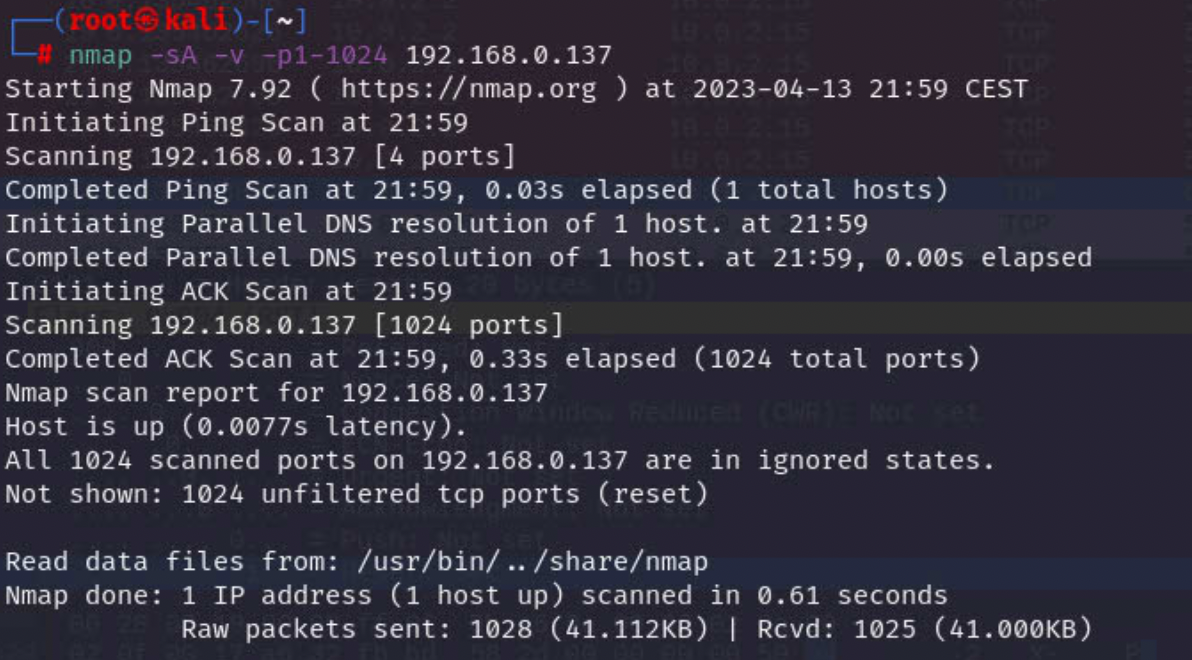 (root㉿kali)-[~]
# nmap -sA -v -p1-1024 192.168.0.137
Starting Nmap 7.92 ( https://nmap.org ) at 2023-04-13 21:59 CEST
Initiating Ping Scan at 21:59
Scanning 192.168.0.137 [4 ports]
Completed Ping Scan at 21:59, 0.03s elapsed (1 total hosts)
Initiating Parallel DNS resolution of 1 host. at 21:59
Completed Parallel DNS resolution of 1 host. at 21:59, 0.00s elapsed
Initiating ACK Scan at 21:59
Scanning 192.168.0.137 [1024 ports]
Completed ACK Scan at 21:59, 0.33s elapsed (1024 total ports)
Nmap scan report for 192.168.0.137
Host is up (0.0077s latency).
All 1024 scanned ports on 192.168.0.137 are in ignored states.
Not shown: 1024 unfiltered tcp ports (reset)

Read data files from: /usr/bin/../share/nmap
Nmap done: 1 IP address (1 host up) scanned in 0.61 seconds
Raw packets sent: 1028 (41.112KB) | Rcvd: 1025 (41.000KB)